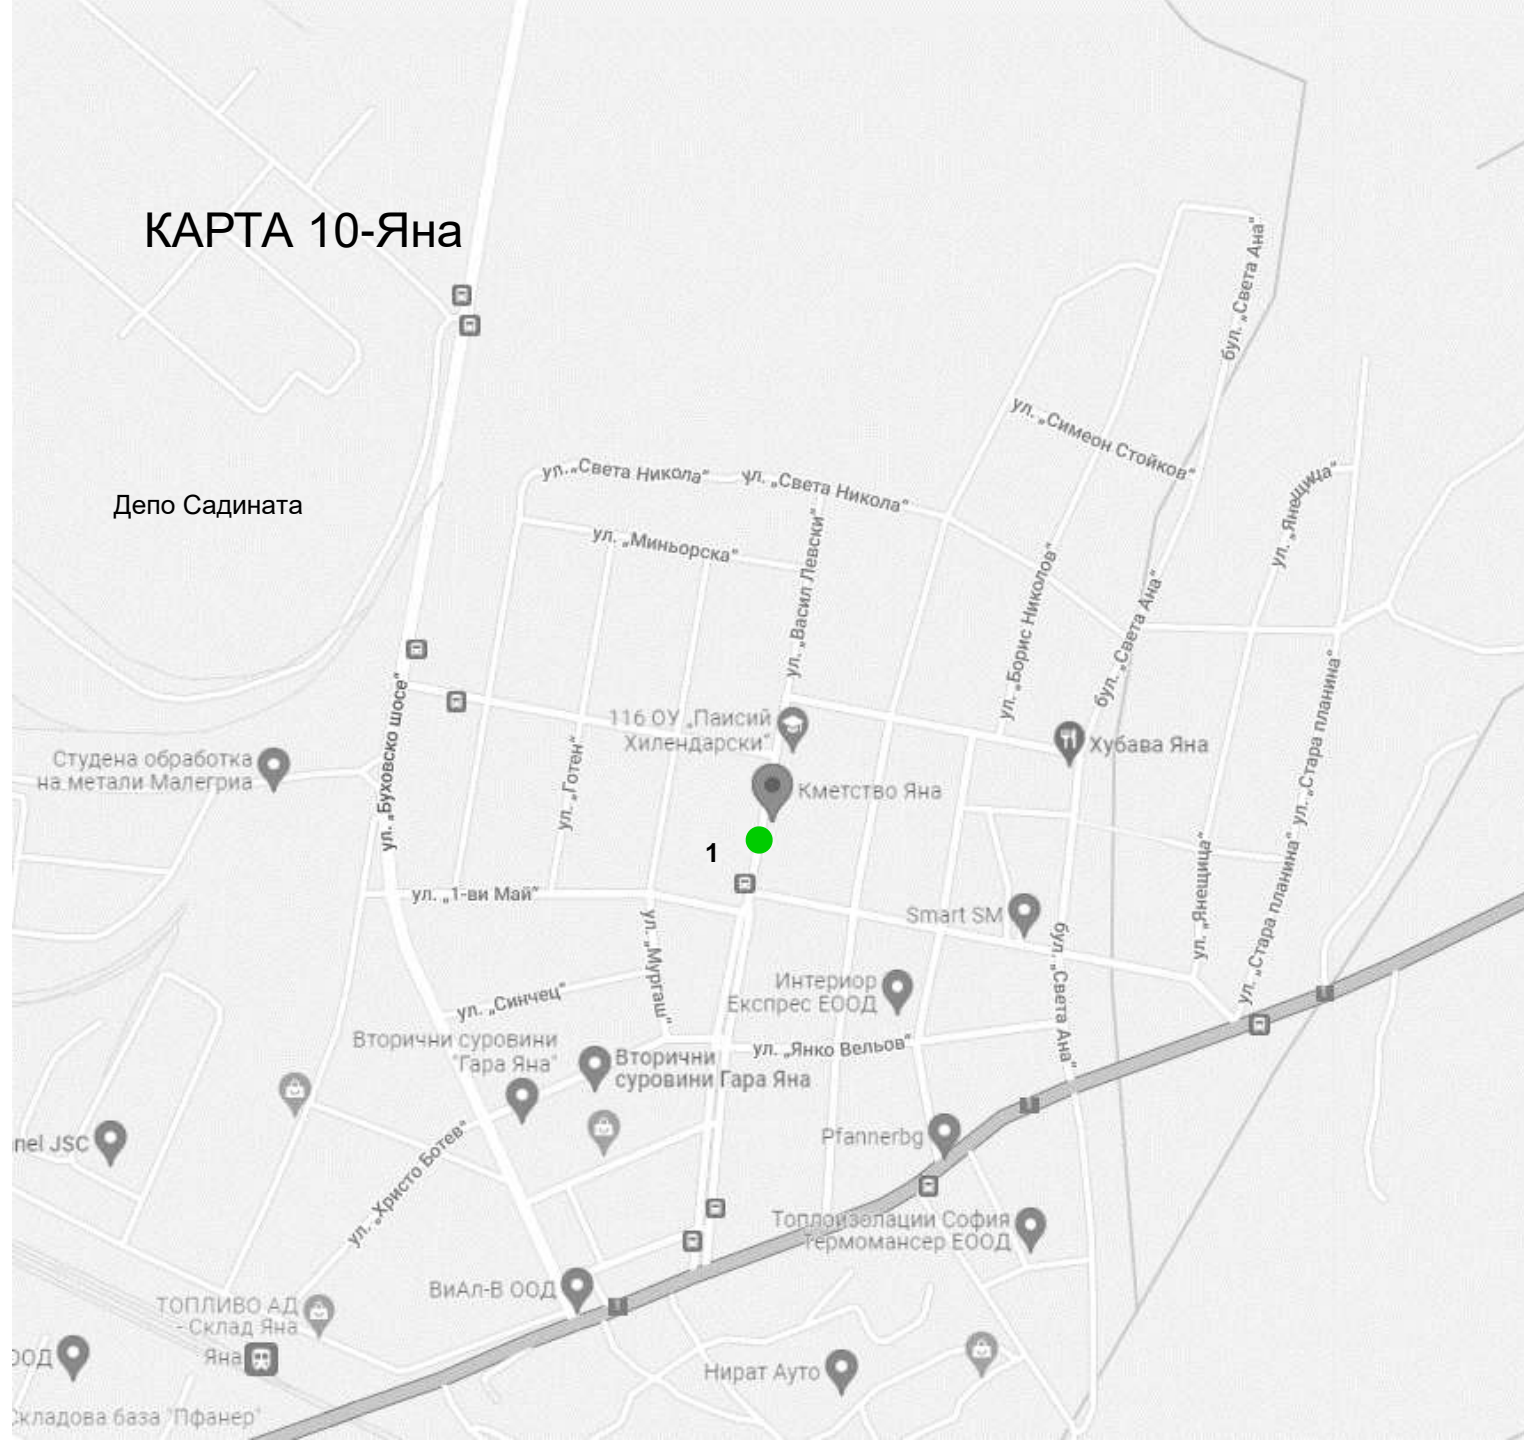 КАРТА 10-Яна
бул. „Света Ана“
ул. „Симеон Стойков“
Депо Садината
ул. „Света Никола“
ул. „Света Никола“
ул. „Янещица“
ул. „Миньорска“
ул. „Васил Левски“
ул. „Борис Николов“
бул. „Света Ана“
ул. „Буховско шосе“
116 ОУ „Паисий
Хилендарски“
Хубава Яна
ул. „Стара планина“
Студена обработка
на метали Малегриа
ул. „Готен“
Кметство Яна
1
ул. „1-ви Май“
ул. „Мургаш“
Smart SM
бул. „Света Ана“
ул. „Янещица“
ул. „Стара планина“
ул. „Синчец“
Интериор
Експрес ЕООД
Вторични суровини
"Гара Яна"
Вторични
суровини Гара Яна
ул. „Янко Вельов“
nel JSC
ул. „Христо Ботев“
Pfannerbg
Топлоизолации София
Термомансер ЕООД
ВиАл-В ООД
ТОПЛИВО АД
- Склад Яна
Яна
ООД
Нират Ауто
Складова база "Пфанер"